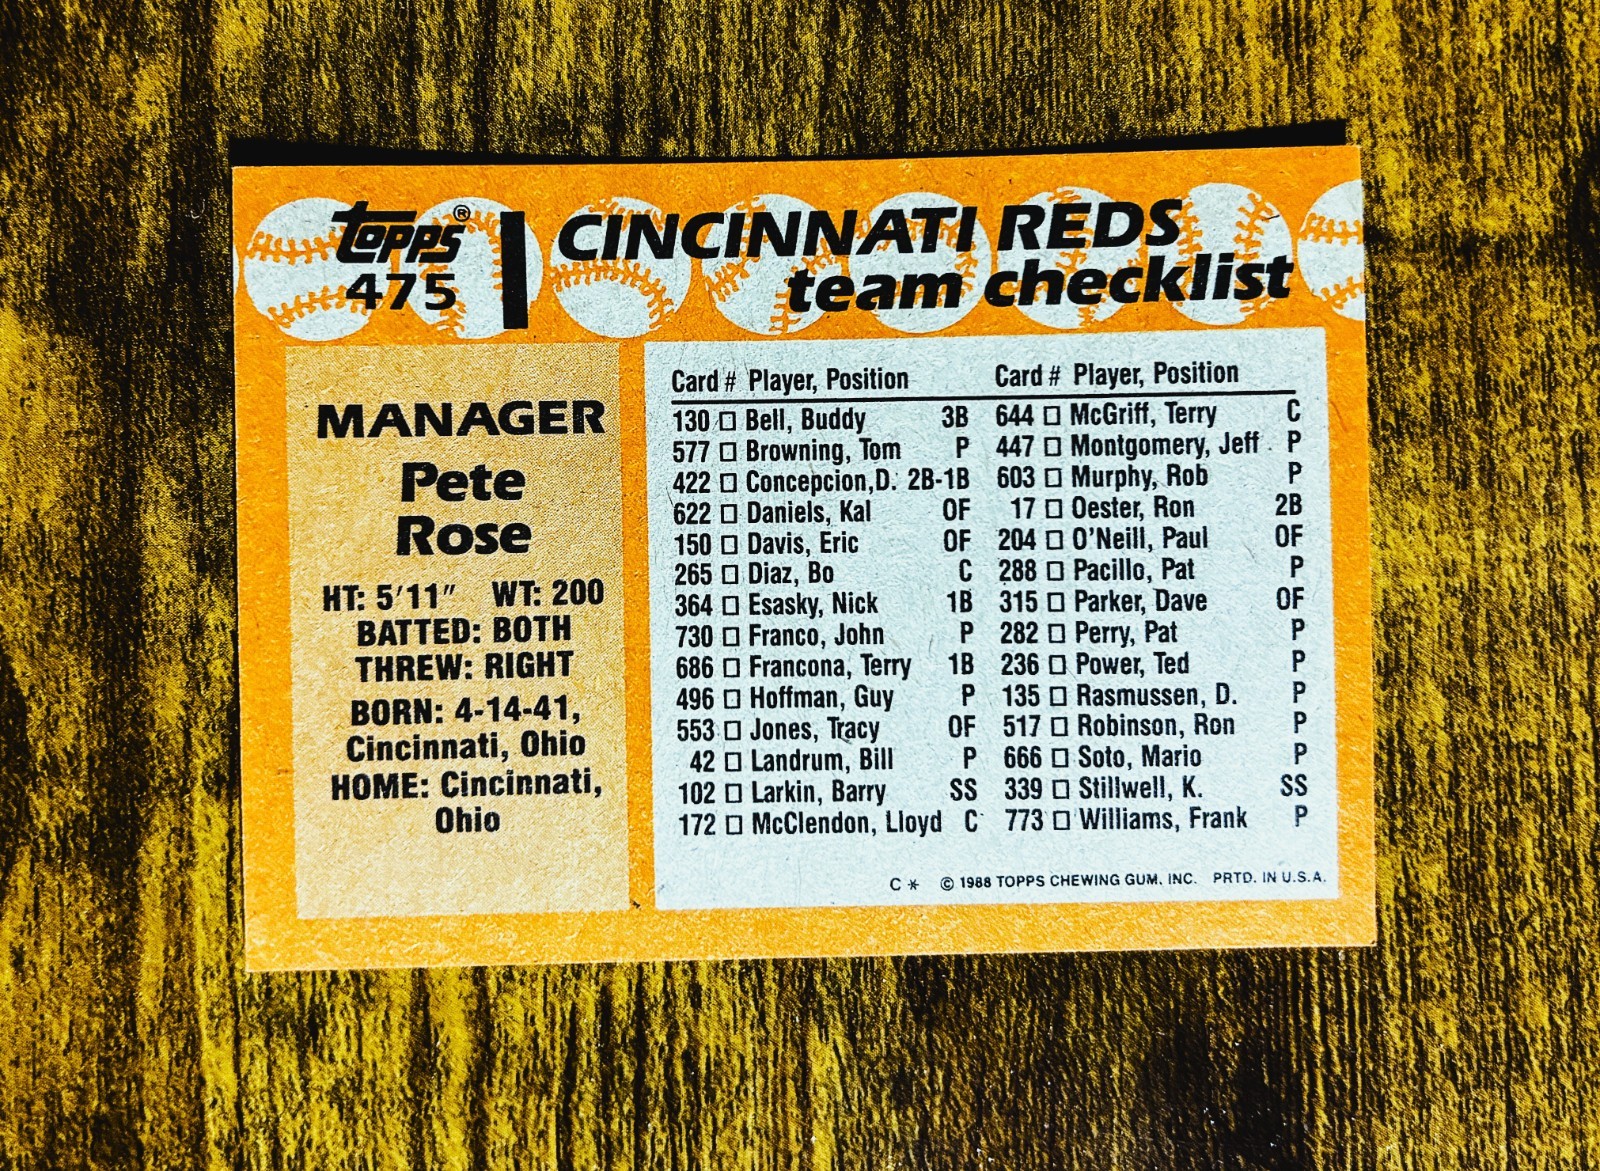 topps®
475
CINCINNATI REDS
team checklist
MANAGER
Pete
Rose
HT: 5'11" WT: 200
BATTED: BOTH
THREW: RIGHT
BORN: 4-14-41,
Cincinnati, Ohio
HOME: Cincinnati,
Ohio
Card # Player, Position
130 □ Bell, Buddy 3B
577 □ Browning, Tom P
422 □ Concepcion,D. 2B-1B
622 □ Daniels, Kal OF
150 □ Davis, Eric OF
265 □ Diaz, Bo C
364 □ Esasky, Nick 1B
730 □ Franco, John P
686 □ Francona, Terry 1B
496 □ Hoffman, Guy P
553 □ Jones, Tracy OF
42 □ Landrum, Bill P
102 □ Larkin, Barry SS
172 □ McClendon, Lloyd C
Card # Player, Position
644 □ McGriff, Terry C
447 □ Montgomery, Jeff P
603 □ Murphy, Rob P
17 □ Oester, Ron 2B
204 □ O'Neill, Paul OF
288 □ Pacillo, Pat P
315 □ Parker, Dave OF
282 □ Perry, Pat P
236 □ Power, Ted P
135 □ Rasmussen, D. P
517 □ Robinson, Ron P
666 □ Soto, Mario P
339 □ Stillwell, K. SS
773 □ Williams, Frank P
C * © 1988 TOPPS CHEWING GUM, INC. PRTD. IN U.S.A.